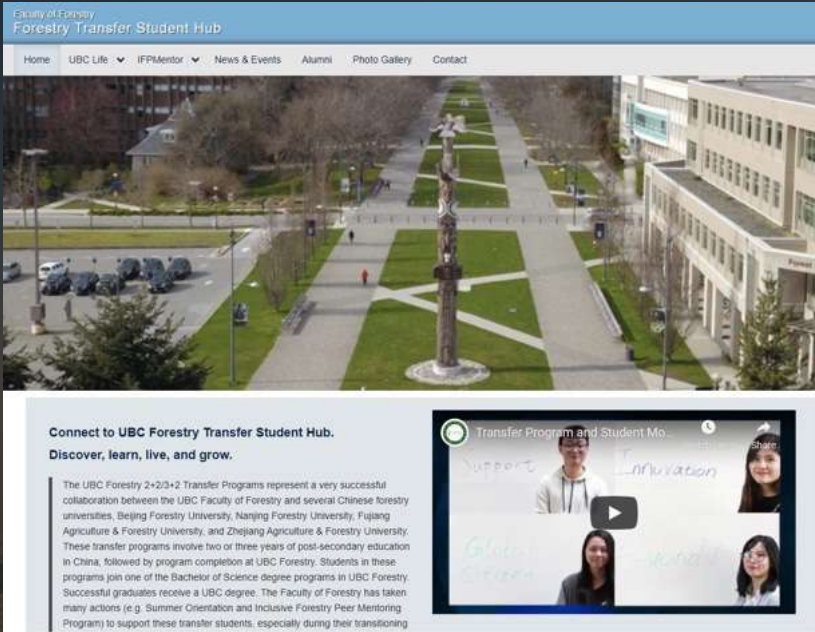 Faculty of Forestry
Forestry Transfer Student Hub
Home UBC Life IFPMentor News & Events Alumni Photo Gallery Contact
Forest
Connect to UBC Forestry Transfer Student Hub.
Discover, learn, live, and grow.
The UBC Forestry 2+2/3+2 Transfer Programs represent a very successful
collaboration between the UBC Faculty of Forestry and several Chinese forestry
universities, Beijing Forestry University, Nanjing Forestry University, Fujiang
Agriculture & Forestry University, and Zhejiang Agriculture & Forestry University.
These transfer programs involve two or three years of post-secondary education
in China, followed by program completion at UBC Forestry. Students in these
programs join one of the Bachelor of Science degree programs in UBC Forestry.
Successful graduates receive a UBC degree. The Faculty of Forestry has taken
many actions (e.g. Summer Orientation and Inclusive Forestry Peer Mentoring
Program) to support these transfer students, especially during their transitioning
Transfer Program and Student Mo...
Share
Support
Innuvation
Global
Citizen